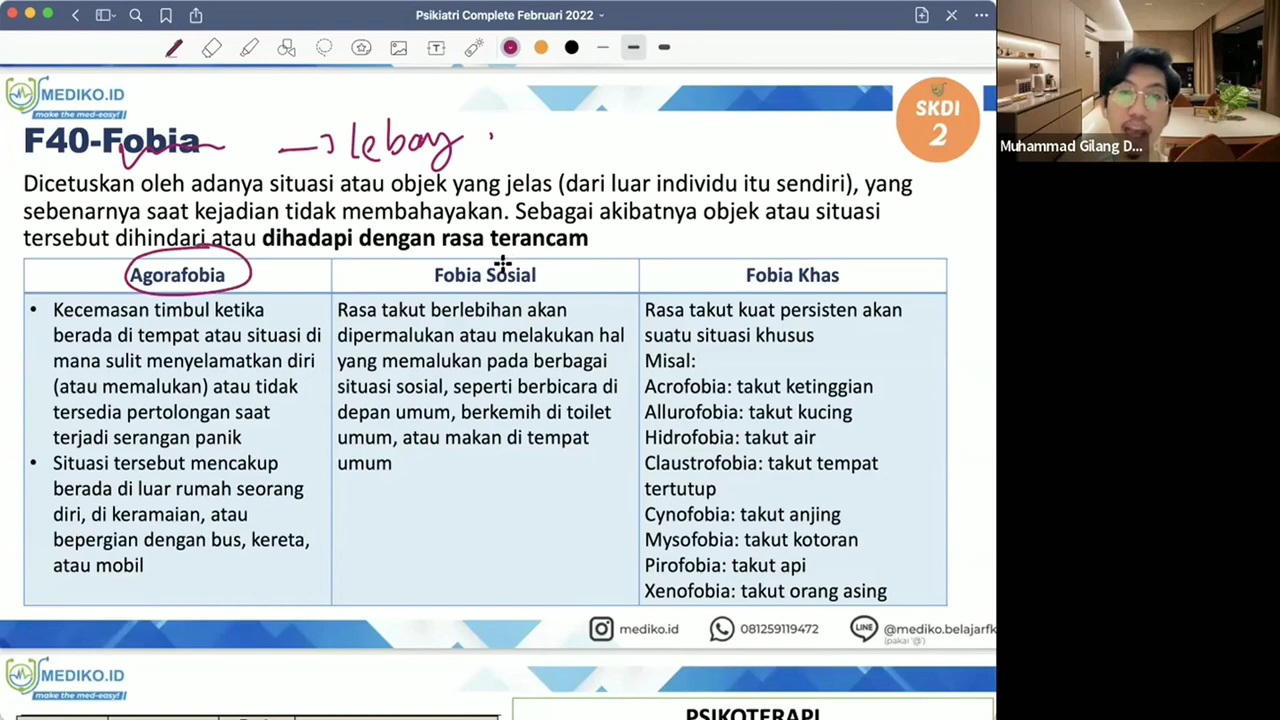 Psikiatri Complete Februari 2022
MEDIKO.ID
make the med-easy!
SKDI
2
F40-Fobia → lebay
Dicetuskan oleh adanya situasi atau objek yang jelas (dari luar individu itu sendiri), yang
sebenarnya saat kejadian tidak membahayakan. Sebagai akibatnya objek atau situasi
tersebut dihindari atau dihadapi dengan rasa terancam
Agorafobia
• Kecemasan timbul ketika
berada di tempat atau situasi di
mana sulit menyelamatkan diri
(atau memalukan) atau tidak
tersedia pertolongan saat
terjadi serangan panik
• Situasi tersebut mencakup
berada di luar rumah seorang
diri, di keramaian, atau
bepergian dengan bus, kereta,
atau mobil
Fobia Sosial
Rasa takut berlebihan akan
dipermalukan atau melakukan hal
yang memalukan pada berbagai
situasi sosial, seperti berbicara di
depan umum, berkemih di toilet
umum, atau makan di tempat
umum
Fobia Khas
Rasa takut kuat persisten akan
suatu situasi khusus
Misal:
Acrofobia: takut ketinggian
Allurofobia: takut kucing
Hidrofobia: takut air
Claustrofobia: takut tempat
tertutup
Cynofobia: takut anjing
Mysofobia: takut kotoran
Pirofobia: takut api
Xenofobia: takut orang asing
mediko.id
081259119472
LINE
@mediko.belajarfk
(pakai '@')
MEDIKO.ID
make the med-easy!
PSIKOTERAPI
Muhammad Gilang D...